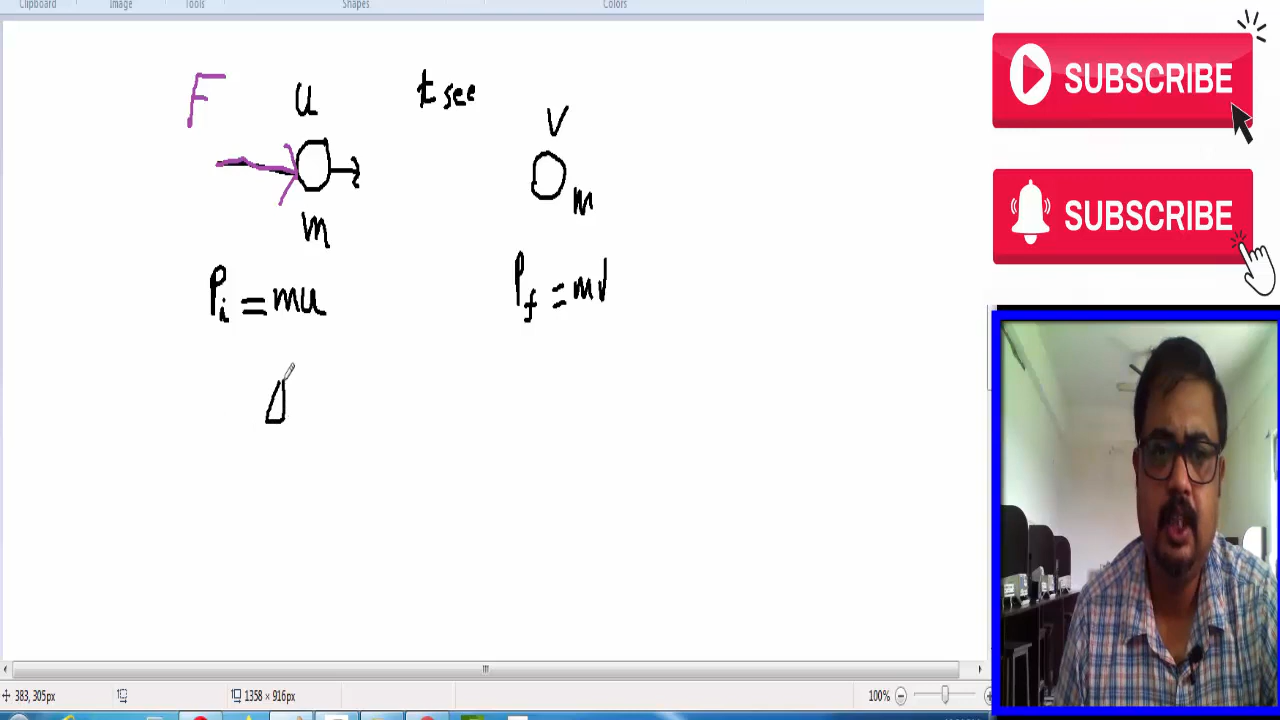 Clipboard Image Tools Shapes Colors
F
u
t sec
v
m
m
Pi = mu
Pf = mv
Δ
SUBSCRIBE
SUBSCRIBE
383, 305px
1358 × 916px
100%